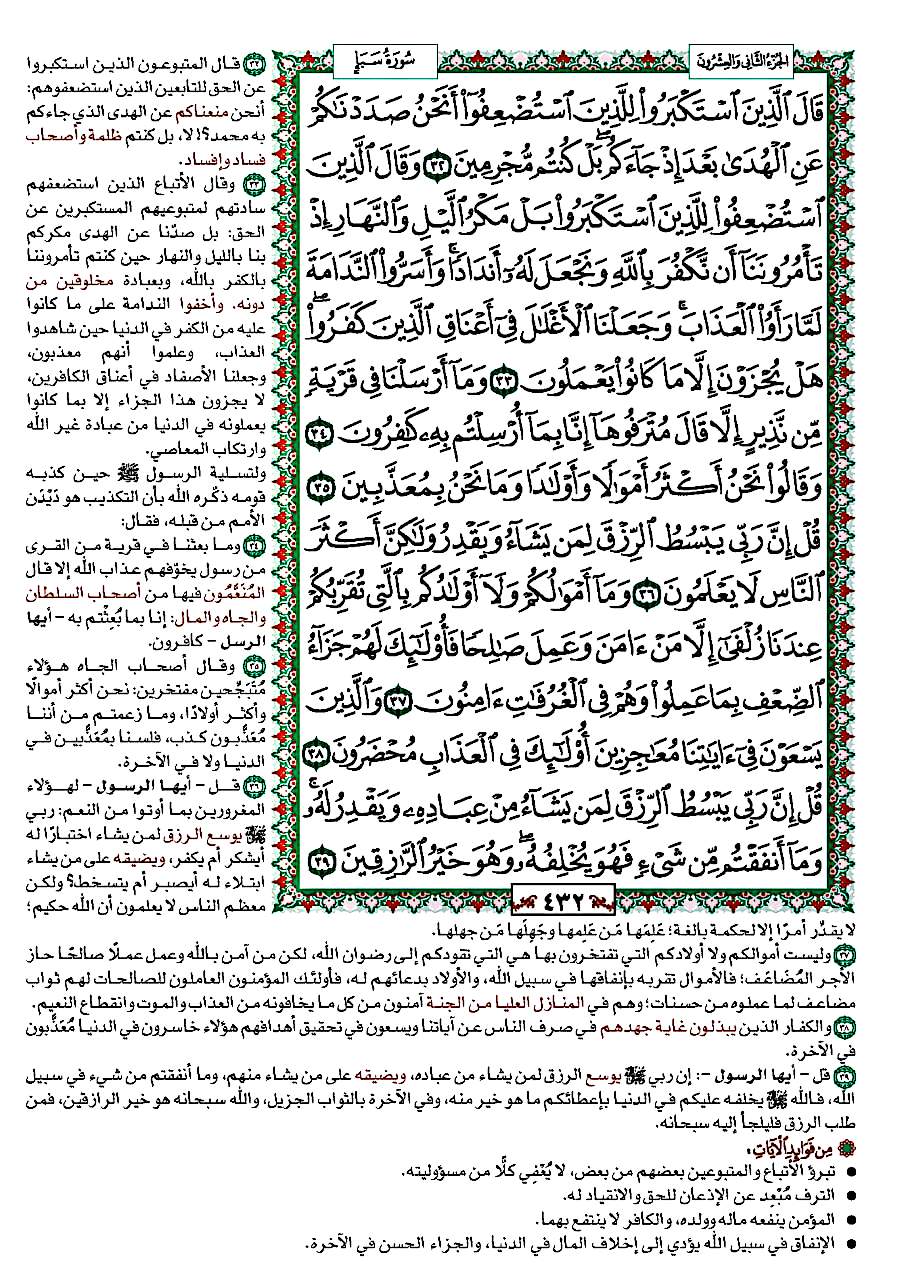 الجزء الثاني والعشرون
سورة سبإ
قَالَ ٱلَّذِينَ ٱسۡتَكۡبَرُواْ لِلَّذِينَ ٱسۡتُضۡعِفُوٓاْ أَنَحۡنُ صَدَدۡنَٰكُمۡ
عَنِ ٱلۡهُدَىٰ بَعۡدَ إِذۡ جَآءَكُمۖ بَلۡ كُنتُم مُّجۡرِمِينَ ٣٢ وَقَالَ ٱلَّذِينَ
ٱسۡتُضۡعِفُواْ لِلَّذِينَ ٱسۡتَكۡبَرُواْ بَلۡ مَكۡرُ ٱلَّيۡلِ وَٱلنَّهَارِ إِذۡ
تَأۡمُرُونَنَآ أَن نَّكۡفُرَ بِٱللَّهِ وَنَجۡعَلَ لَهُۥٓ أَندَادٗاۚ وَأَسَرُّواْ ٱلنَّدَامَةَ
لَمَّا رَأَوُاْ ٱلۡعَذَابَۚ وَجَعَلۡنَا ٱلۡأَغۡلَٰلَ فِيٓ أَعۡنَاقِ ٱلَّذِينَ كَفَرُواْۖ
هَلۡ يُجۡزَوۡنَ إِلَّا مَا كَانُواْ يَعۡمَلُونَ ٣٣ وَمَآ أَرۡسَلۡنَا فِي قَرۡيَةٖ
مِّن نَّذِيرٍ إِلَّا قَالَ مُتۡرَفُوهَآ إِنَّا بِمَآ أُرۡسِلۡتُم بِهِۦ كَٰفِرُونَ ٣٤
وَقَالُواْ نَحۡنُ أَكۡثَرُ أَمۡوَٰلٗا وَأَوۡلَٰدٗا وَمَا نَحۡنُ بِمُعَذَّبِينَ ٣٥
قُلۡ إِنَّ رَبِّي يَبۡسُطُ ٱلرِّزۡقَ لِمَن يَشَآءُ وَيَقۡدِرُ وَلَٰكِنَّ أَكۡثَرَ
ٱلنَّاسِ لَا يَعۡلَمُونَ ٣٦ وَمَآ أَمۡوَٰلُكُمۡ وَلَآ أَوۡلَٰدُكُم بِٱلَّتِي تُقَرِّبُكُمۡ
عِندَنَا زُلۡفَىٰٓ إِلَّا مَنۡ ءَامَنَ وَعَمِلَ صَٰلِحٗا فَأُوْلَٰٓئِكَ لَهُمۡ جَزَآءُ
ٱلضِّعۡفِ بِمَا عَمِلُواْ وَهُمۡ فِي ٱلۡغُرُفَٰتِ ءَامِنُونَ ٣٧ وَٱلَّذِينَ
يَسۡعَوۡنَ فِيٓ ءَايَٰتِنَا مُعَٰجِزِينَ أُوْلَٰٓئِكَ فِي ٱلۡعَذَابِ مُحۡضَرُونَ ٣٨
قُلۡ إِنَّ رَبِّي يَبۡسُطُ ٱلرِّزۡقَ لِمَن يَشَآءُ مِنۡ عِبَادِهِۦ وَيَقۡدِرُ لَهُۥۚ
وَمَآ أَنفَقۡتُم مِّن شَيۡءٖ فَهُوَ يُخۡلِفُهُۥۖ وَهُوَ خَيۡرُ ٱلرَّٰزِقِينَ ٣٩
٤٣٢
٣٢ قال المتبوعون الذين استكبروا
عن الحق للتابعين الذين استضعفوهم:
أنحن منعناكم عن الهدى الذي جاءكم
به محمد؟! لا، بل كنتم ظلمة وأصحاب
فساد وإفساد.
٣٣ وقال الأتباع الذين استضعفهم
سادتهم لمتبوعيهم المستكبرين عن
الحق: بل صدّنا عن الهدى مكركم
بنا بالليل والنهار حين كنتم تأمروننا
بالكفر بالله، وبعبادة مخلوقين من
دونه. وأخفوا الندامة على ما كانوا
عليه من الكفر في الدنيا حين شاهدوا
العذاب، وعلموا أنهم معذبون،
وجعلنا الأصفاد في أعناق الكافرين،
لا يجزون هذا الجزاء إلا بما كانوا
يعملونه في الدنيا من عبادة غير الله
وارتكاب المعاصي.
ولتسلية الرسول ﷺ حين كذبه
قومه ذكّره الله بأن التكذيب هو دَيْدَن
الأمم من قبله، فقال:
٣٤ وما بعثنا في قرية من القرى
من رسول يخوّفهم عذاب الله إلا قال
المُنَعَّمُون فيها من أصحاب السلطان
والجاه والمال: إنا بما بُعِثْتم به – أيها
الرسل – كافرون.
٣٥ وقال أصحاب الجاه هؤلاء
مُتَبَجِّحين مفتخرين: نحن أكثر أموالًا
وأكثر أولادًا، وما زعمتم من أننا
معذَّبون كذب، فلسنا بمُعَذَّبين في
الدنيا ولا في الآخرة.
٣٦ قل – أيها الرسول – لهؤلاء
المغرورين بما أوتوا من النعم: ربي
ﷻ يوسع الرزق لمن يشاء اختبارًا له
أيشكر أم يكفر، ويضيقه على من يشاء
ابتلاء له أيصبر أم يتسخط؟ ولكن
معظم الناس لا يعلمون أن الله حكيم؛
لا يقدّر أمرًا إلا لحكمة بالغة؛ عَلِمَها مَن عَلِمها وجَهِلَها مَن جهلها.
٣٧ وليست أموالكم ولا أولادكم التي تفتخرون بها هي التي تقودكم إلى رضوان الله، لكن من آمن بالله وعمل عملًا صالحًا حاز
الأجر المُضَاعَف؛ فالأموال تقربه بإنفاقها في سبيل الله، والأولاد بدعائهم له، فأولئك المؤمنون العاملون للصالحات لهم ثواب
مضاعف لما عملوه من حسنات؛ وهم في المنازل العليا من الجنة آمنون من كل ما يخافونه من العذاب والموت وانقطاع النعيم.
٣٨ والكفار الذين يبذلون غاية جهدهم في صرف الناس عن آياتنا ويسعون في تحقيق أهدافهم هؤلاء خاسرون في الدنيا مُعَذَّبون
في الآخرة.
٣٩ قل – أيها الرسول –: إن ربي ﷻ يوسع الرزق لمن يشاء من عباده، ويضيقه على من يشاء منهم، وما أنفقتم من شيء في سبيل
الله، فالله ﷻ يخلفه عليكم في الدنيا بإعطائكم ما هو خير منه، وفي الآخرة بالثواب الجزيل، والله سبحانه هو خير الرازقين، فمن
طلب الرزق فليلجأ إليه سبحانه.
مِن فَوَائِدِ الآيَاتِ:
• تبرؤ الأتباع والمتبوعين بعضهم من بعض، لا يُعْفِي كلًّا من مسؤوليته.
• الترف مُبْعِد عن الإذعان للحق والانقياد له.
• المؤمن ينفعه ماله وولده، والكافر لا ينتفع بهما.
• الإنفاق في سبيل الله يؤدي إلى إخلاف المال في الدنيا، والجزاء الحسن في الآخرة.